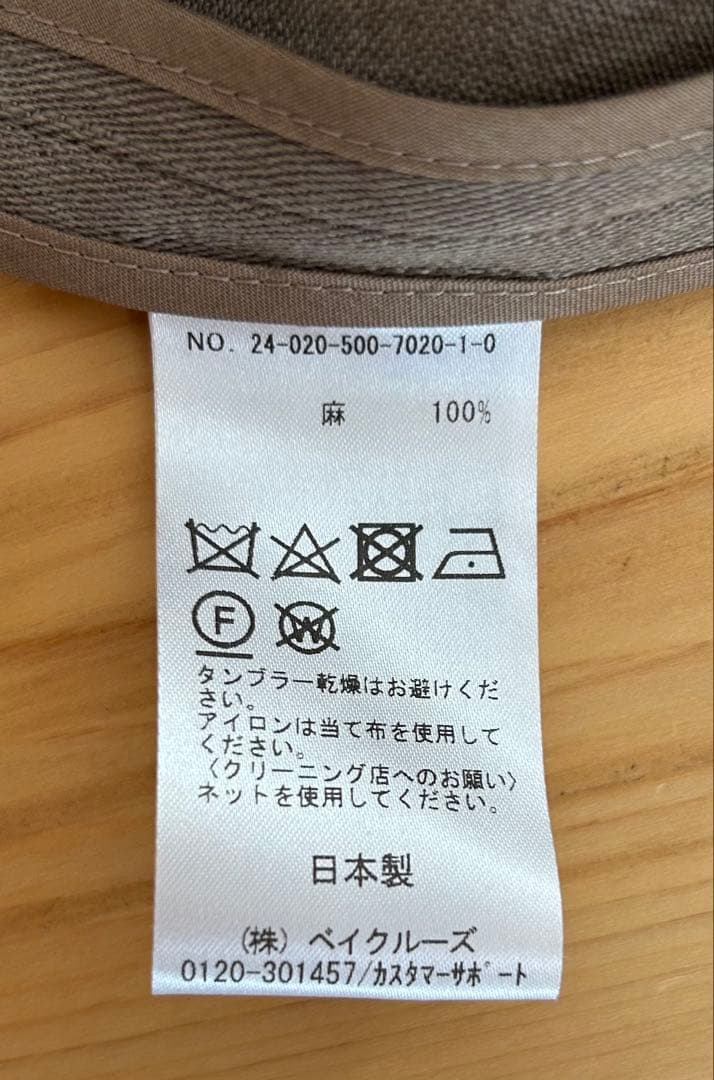 NO. 24-020-500-7020-1-0
麻 100%
F W
タンブラー乾燥はお避けくだ
さい。
アイロンは当て布を使用して
ください。
〈クリーニング店へのお願い〉
ネットを使用してください。
日本製
(株) ベイクルーズ
0120-301457/ｶｽﾀﾏｰｻﾎﾟｰﾄ